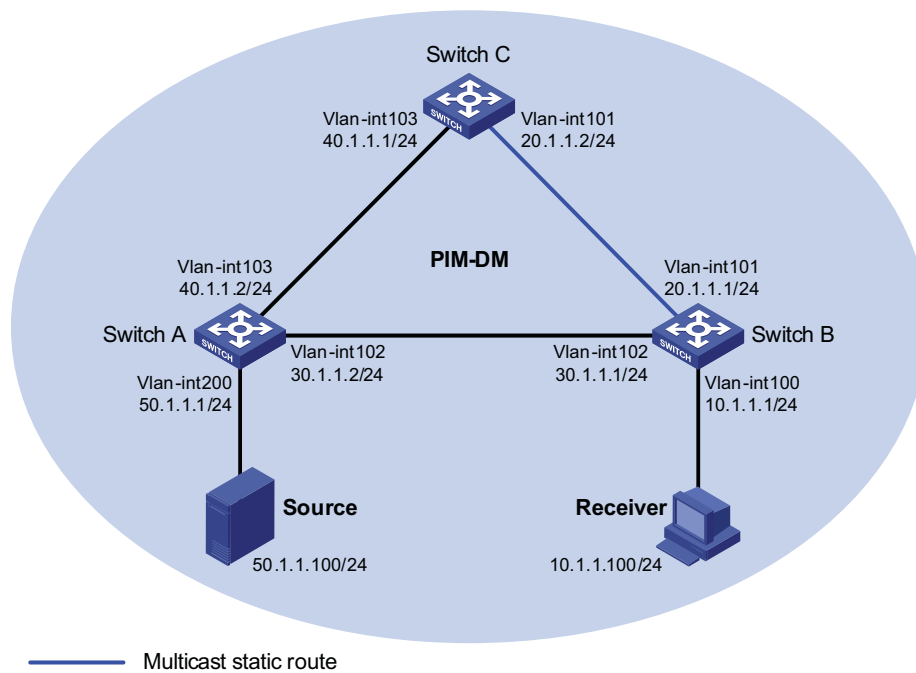 Switch C
Vlan-int103
40.1.1.1/24
SWITCH
Vlan-int101
20.1.1.2/24
PIM-DM
Vlan-int103
40.1.1.2/24
Vlan-int101
20.1.1.1/24
Switch A
SWITCH
SWITCH
Switch B
Vlan-int102
30.1.1.2/24
Vlan-int102
30.1.1.1/24
Vlan-int200
50.1.1.1/24
Vlan-int100
10.1.1.1/24
Source
Receiver
50.1.1.100/24
10.1.1.100/24
Multicast static route